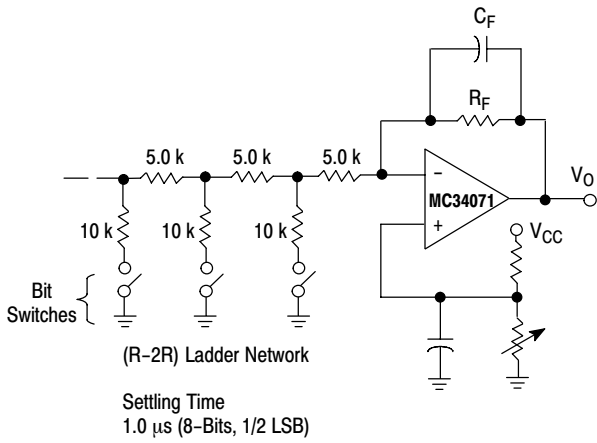 C_F
R_F
5.0 k 5.0 k 5.0 k
− MC34071 +
V_O
10 k 10 k 10 k
V_CC
Bit
Switches
(R−2R) Ladder Network
Settling Time
1.0 μs (8−Bits, 1/2 LSB)